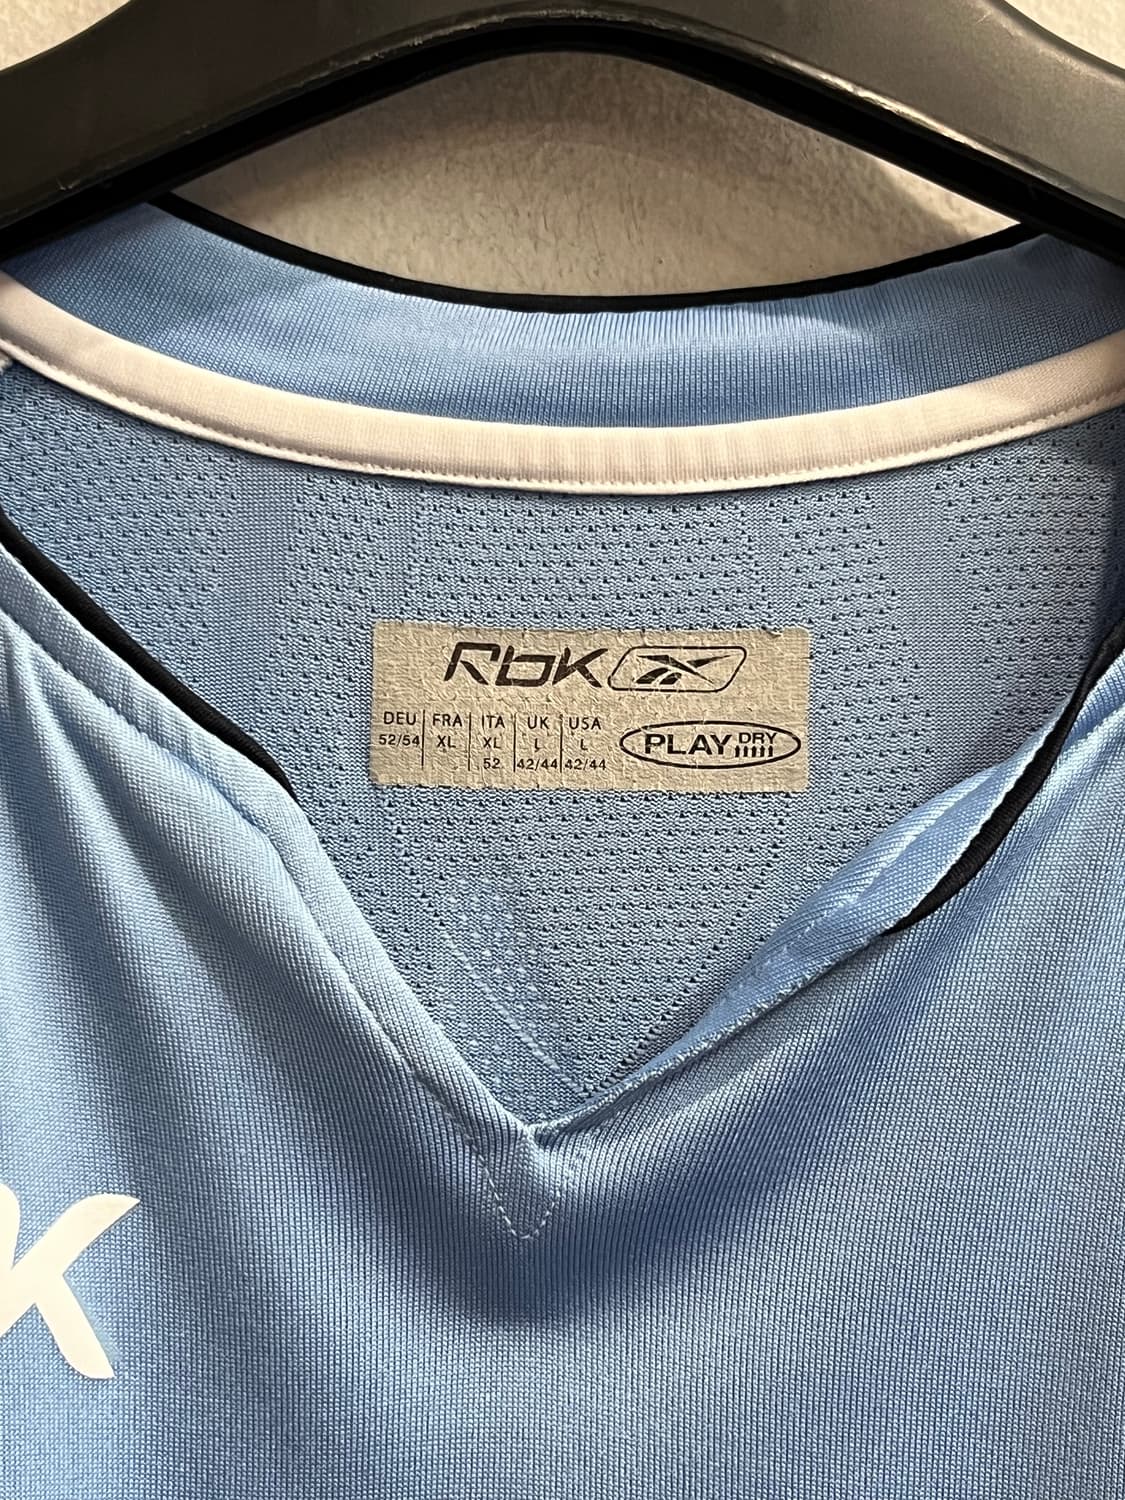 RbK
DEU FRA ITA UK USA
52/54 XL XL L L
52 42/44 42/44
PLAY DRY
K